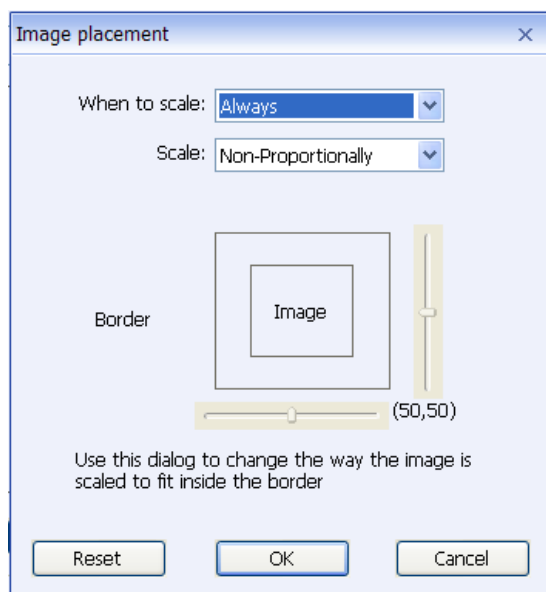 Image placement
When to scale: Always
Scale: Non-Proportionally
Border
Image
(50,50)
Use this dialog to change the way the image is
scaled to fit inside the border
Reset OK Cancel